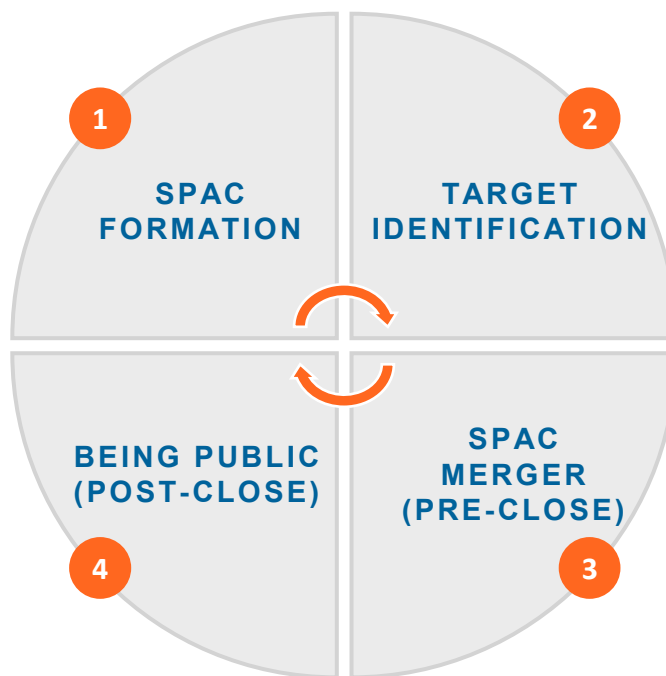 1
SPAC
FORMATION
2
TARGET
IDENTIFICATION
BEING PUBLIC
(POST-CLOSE)
4
SPAC
MERGER
(PRE-CLOSE)
3